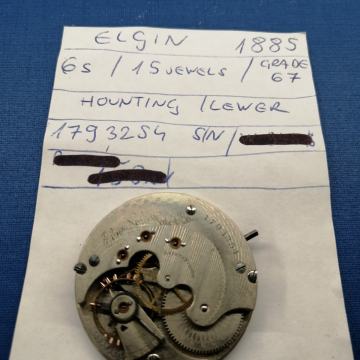 ELGIN 1885
6s / 15 JEWELS / GRADE 67
HOUNTING / LEWER
1793254 S/N /